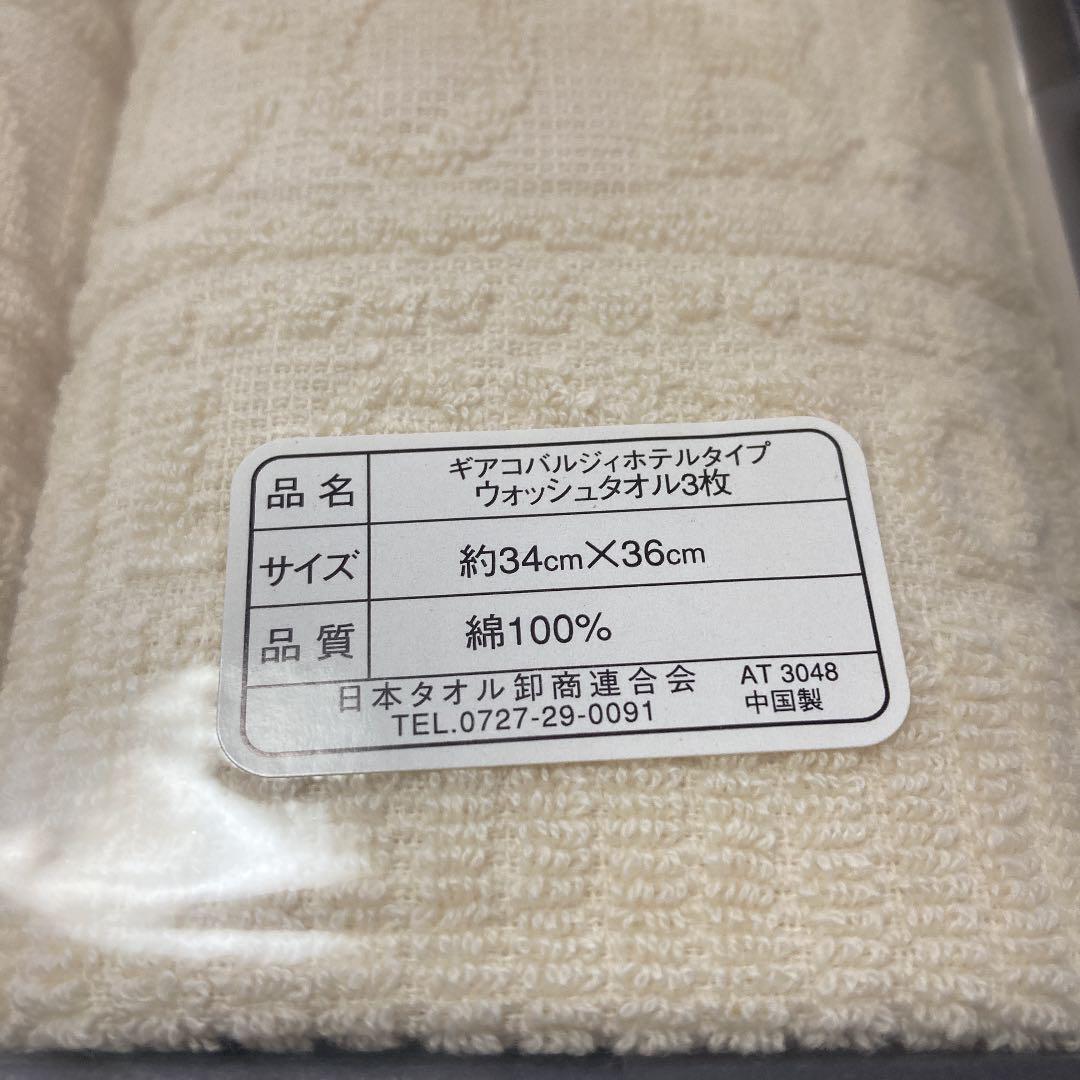 品名 ギアコバルジィホテルタイプ
ウォッシュタオル3枚
サイズ 約34cm×36cm
品質 綿100%
日本タオル卸商連合会 AT 3048
TEL.0727-29-0091 中国製